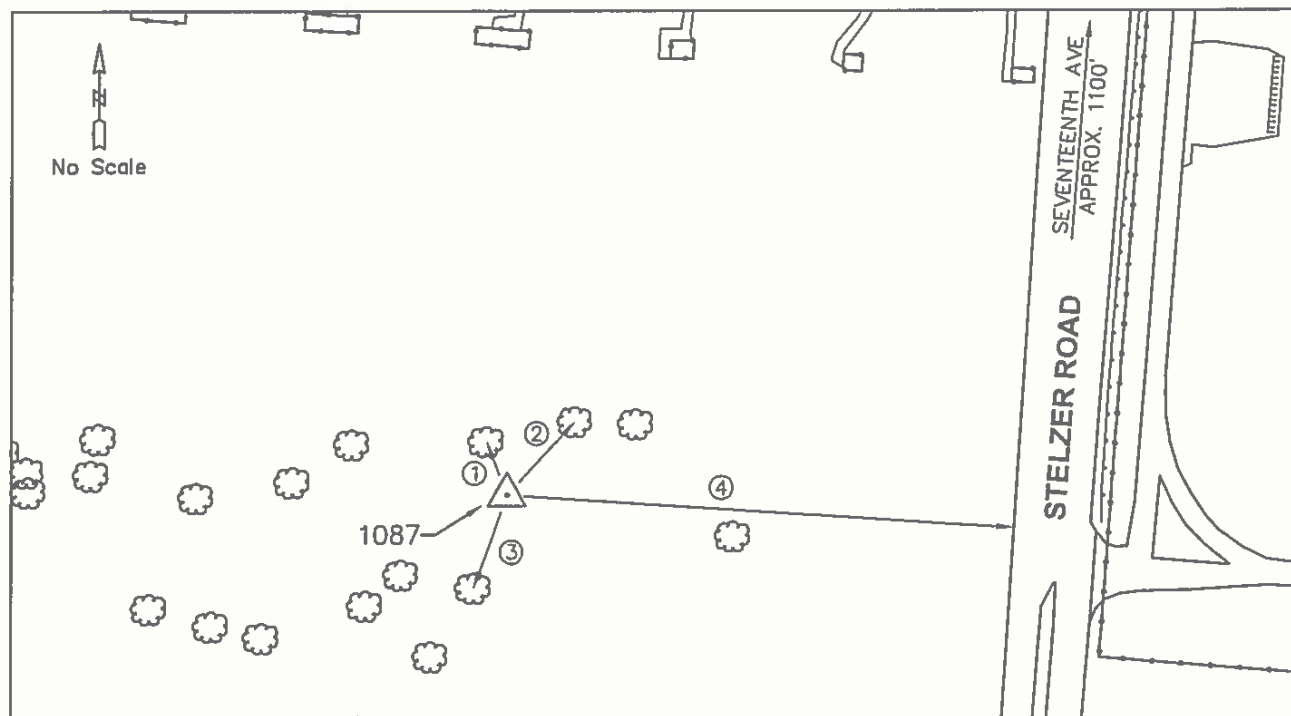 N
No Scale
SEVENTEENTH AVE
APPROX. 1100'
STELZER ROAD
②
①
④
1087
③